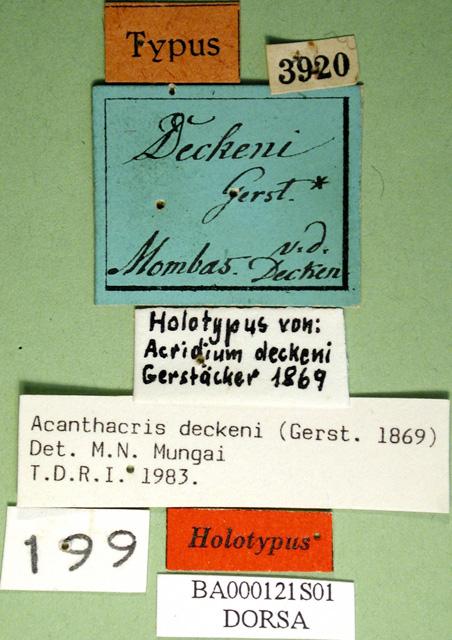 Typus
3920
Deckeni
Gerst. *
Mombas. v. d. Decken
Holotypus von:
Acridium deckeni
Gerstäcker 1869
Acanthacris deckeni (Gerst. 1869)
Det. M.N. Mungai
T.D.R.I. 1983.
199
Holotypus
BA000121S01
DORSA